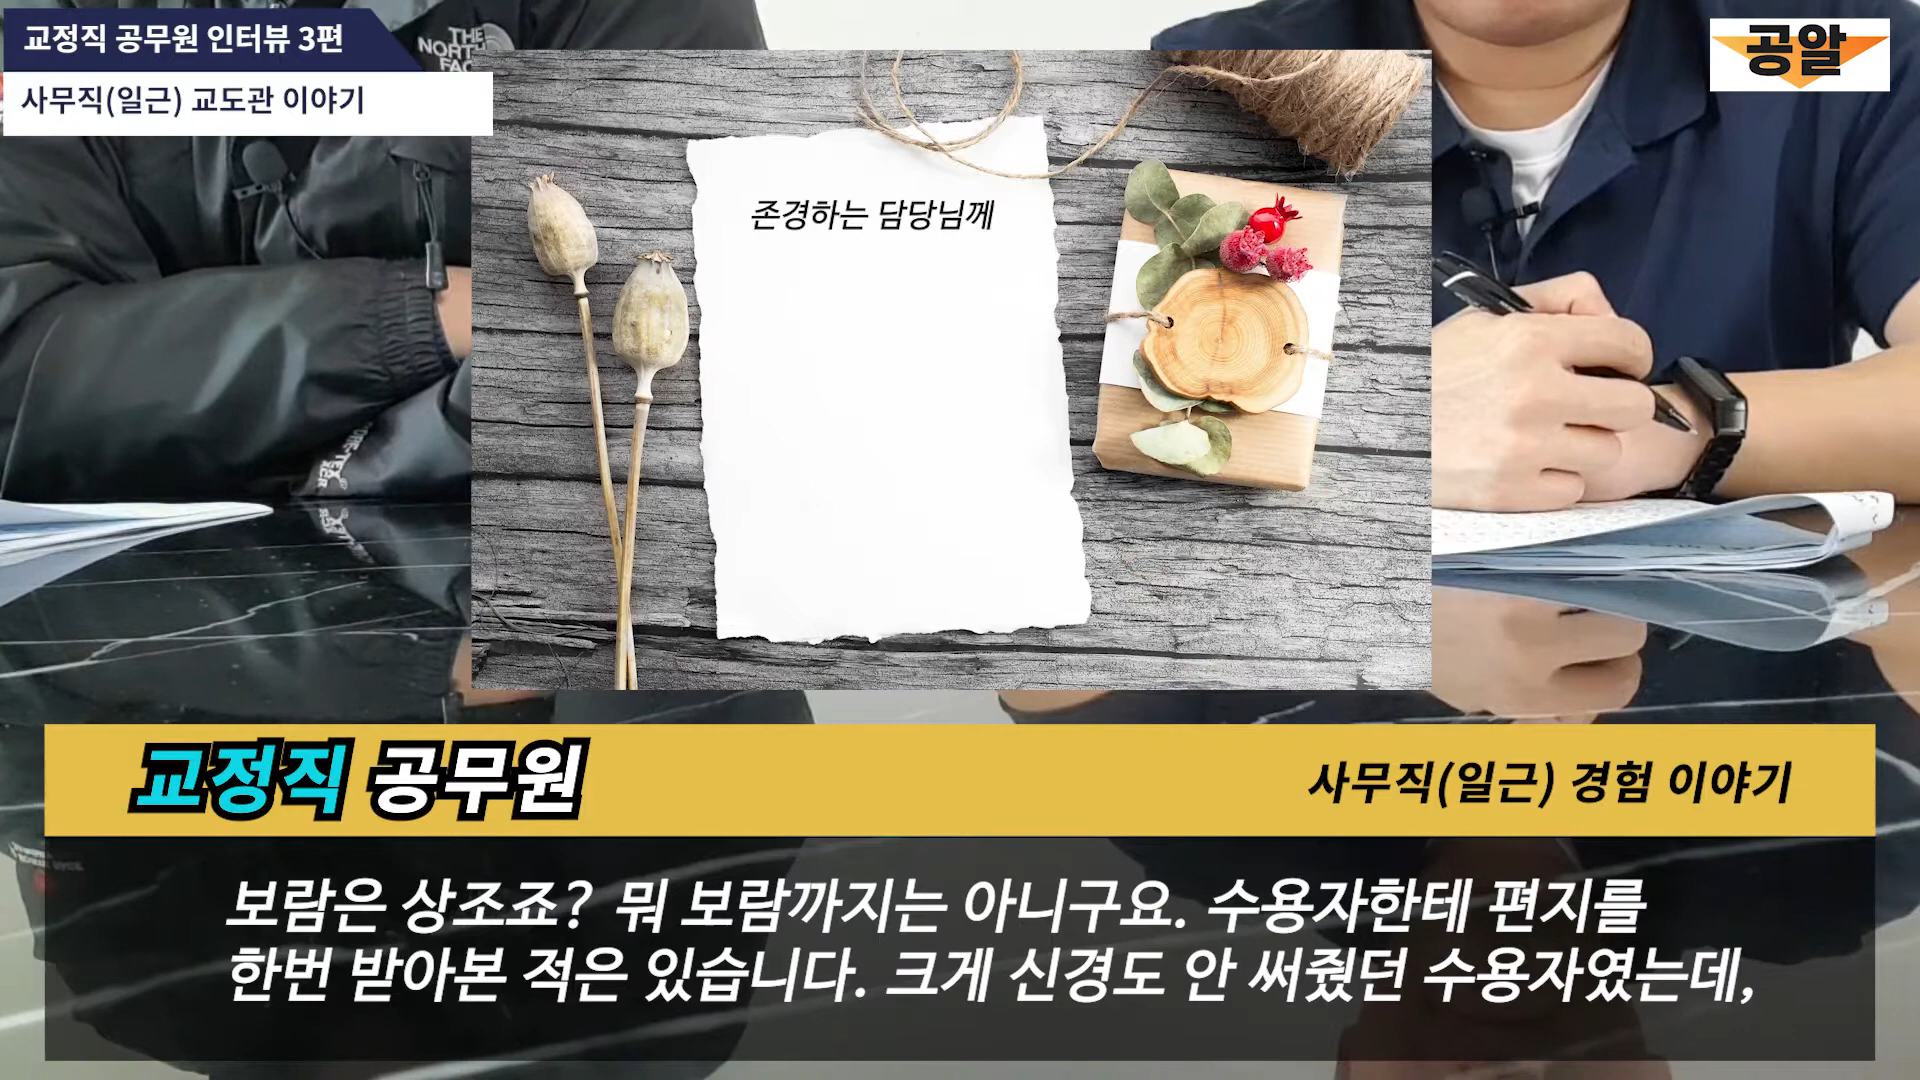 교정직 공무원 인터뷰 3편
사무직(일근) 교도관 이야기
THE
NORTH
FAC
공알
존경하는 담당님께
교정직 공무원
사무직(일근) 경험 이야기
보람은 상조죠? 뭐 보람까지는 아니구요. 수용자한테 편지를
한번 받아본 적은 있습니다. 크게 신경도 안 써줬던 수용자였는데,